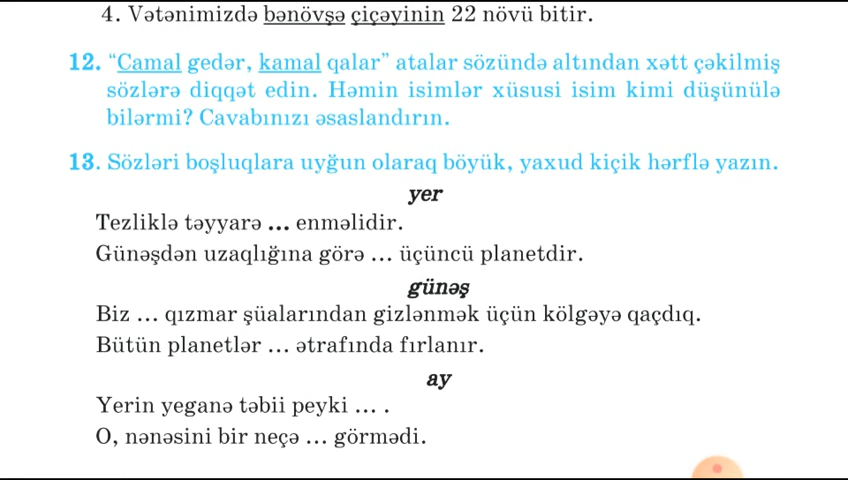 4. Vətənimizdə bənövşə çiçəyinin 22 növü bitir.
12. “Camal gedər, kamal qalar” atalar sözündə altından xətt çəkilmiş
sözlərə diqqət edin. Həmin isimlər xüsusi isim kimi düşünülə
bilərmi? Cavabınızı əsaslandırın.
13. Sözləri boşluqlara uyğun olaraq böyük, yaxud kiçik hərflə yazın.
yer
Tezliklə təyyarə ... enməlidir.
Günəşdən uzaqlığına görə ... üçüncü planetdir.
günəş
Biz ... qızmar şüalarından gizlənmək üçün kölgəyə qaçdıq.
Bütün planetlər ... ətrafında fırlanır.
ay
Yerin yeganə təbii peyki ... .
O, nənəsini bir neçə ... görmədi.